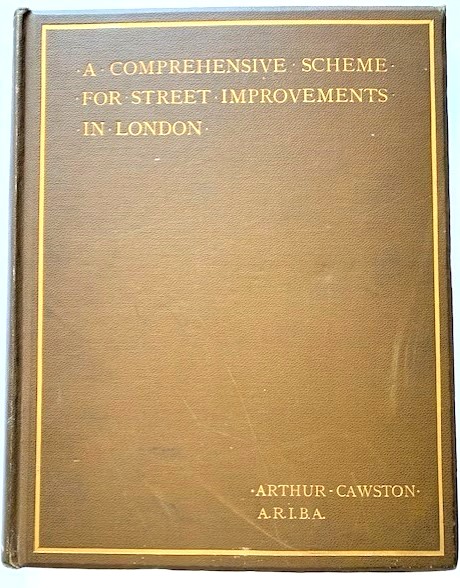 ·A·COMPREHENSIVE·SCHEME·
·FOR·STREET·IMPROVEMENTS·
·IN·LONDON·
·ARTHUR·CAWSTON·
A.R.I.B.A.